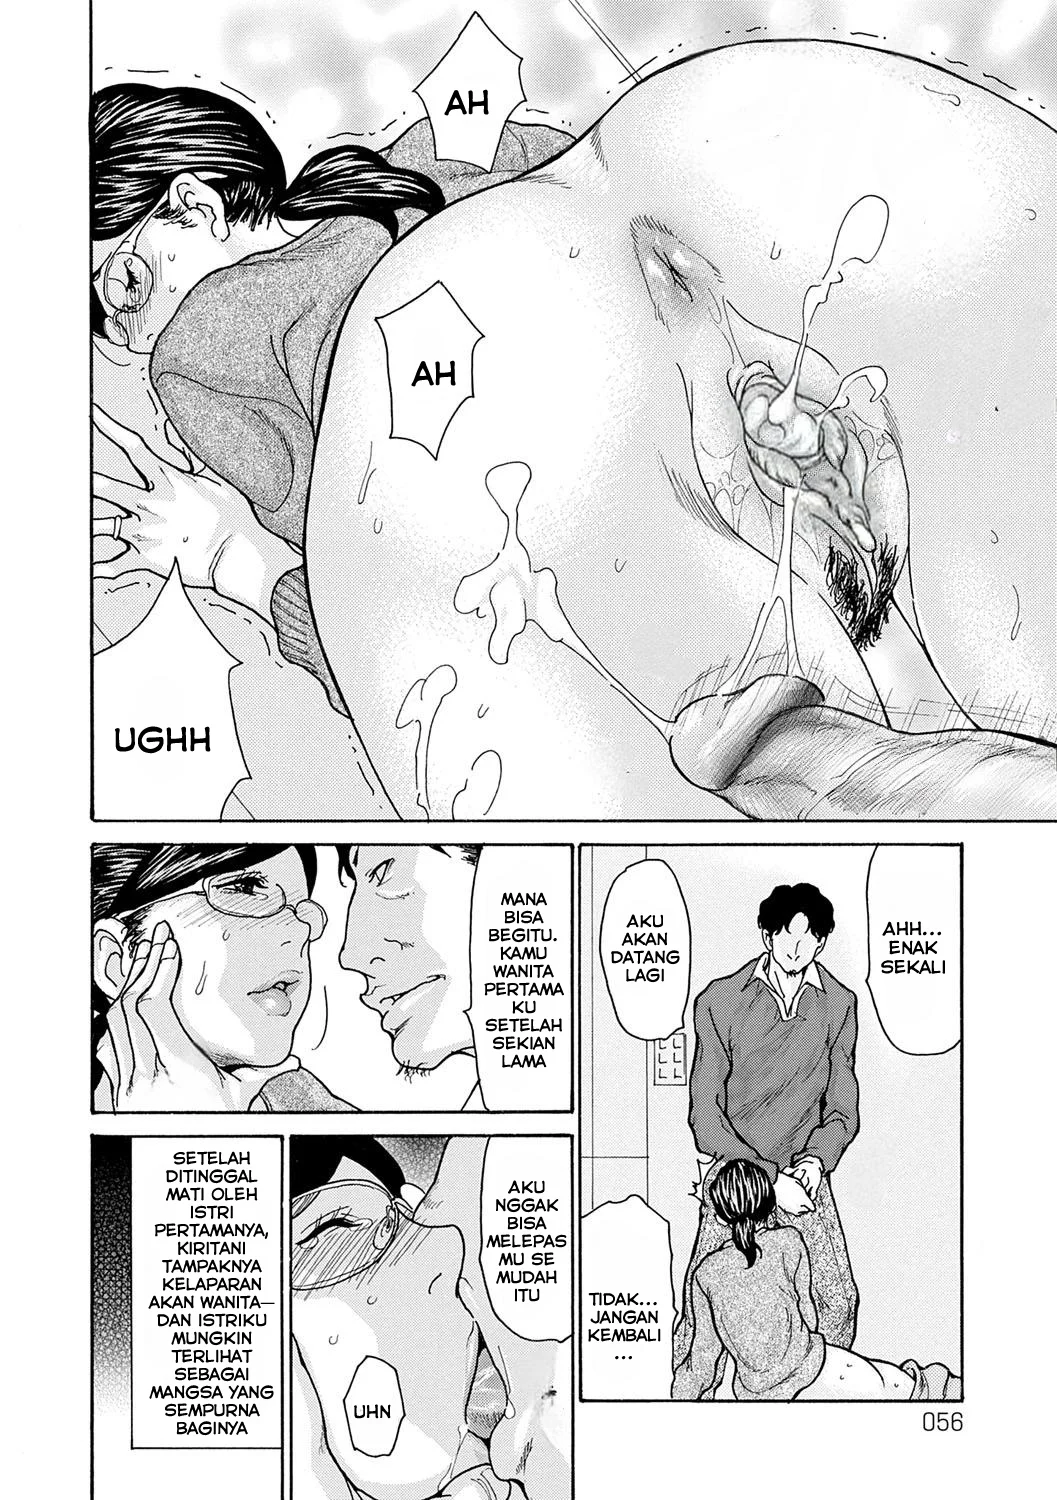 AH
AH
UGHH
AHH...
ENAK
SEKALI
AKU
AKAN
DATANG
LAGI
TIDAK...
JANGAN
KEMBALI
...
MANA
BISA
BEGITU.
KAMU
WANITA
PERTAMA
KU
SETELAH
SEKIAN
LAMA
AKU
NGGAK
BISA
MELEPAS
MU SE
MUDAH
ITU
UHN
SETELAH
DITINGGAL
MATI OLEH
ISTRI
PERTAMANYA,
KIRITANI
TAMPAKNYA
KELAPARAN
AKAN WANITA—
DAN ISTRIKU
MUNGKIN
TERLIHAT
SEBAGAI
MANGSA YANG
SEMPURNA
BAGINYA
056